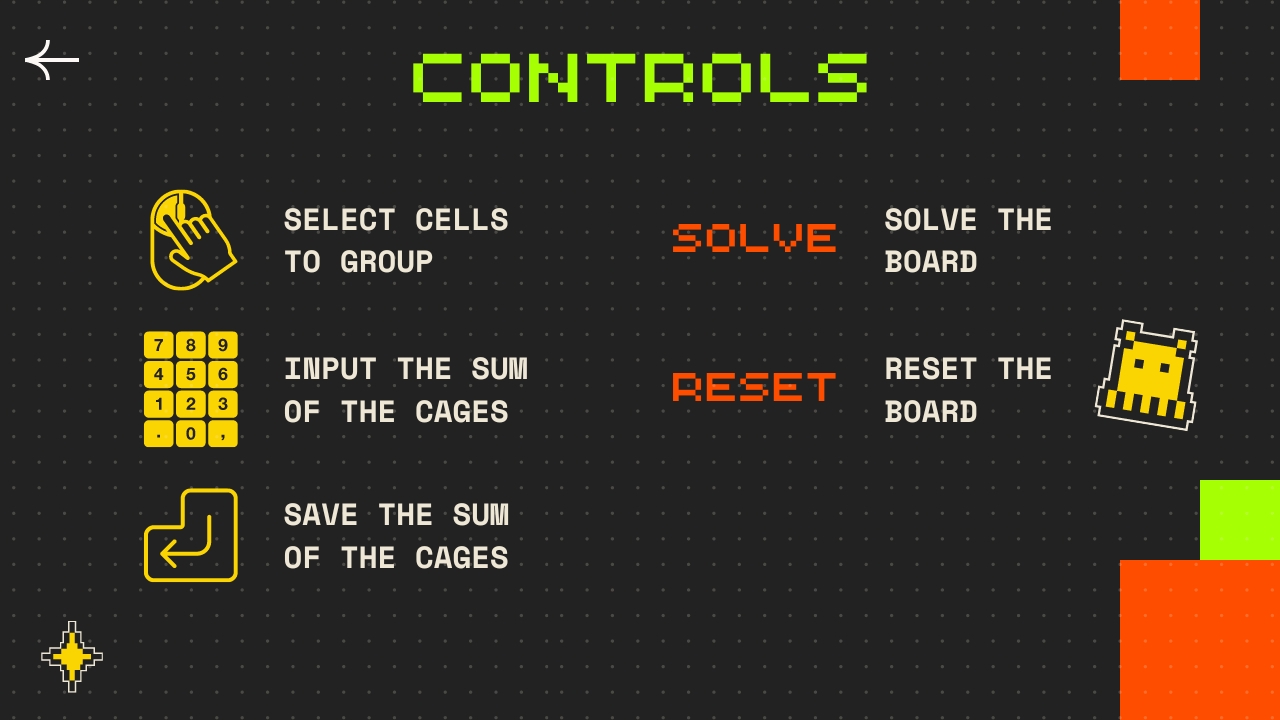 CONTROLS
SELECT CELLS
TO GROUP
SOLVE
SOLVE THE
BOARD
7 8 9
4 5 6
1 2 3
. 0 ,
INPUT THE SUM
OF THE CAGES
RESET
RESET THE
BOARD
SAVE THE SUM
OF THE CAGES